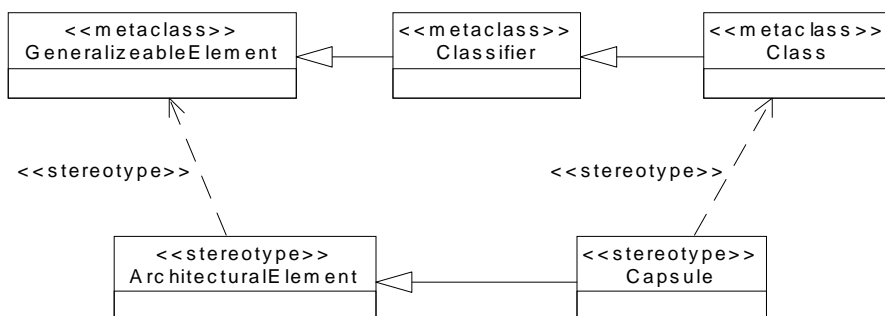 <<metaclass>>
GeneralizeableElement
<<metaclass>>
Classifier
<<metaclass>>
Class
<<stereotype>>
<<stereotype>>
<<stereotype>>
ArchitecturalElement
<<stereotype>>
Capsule